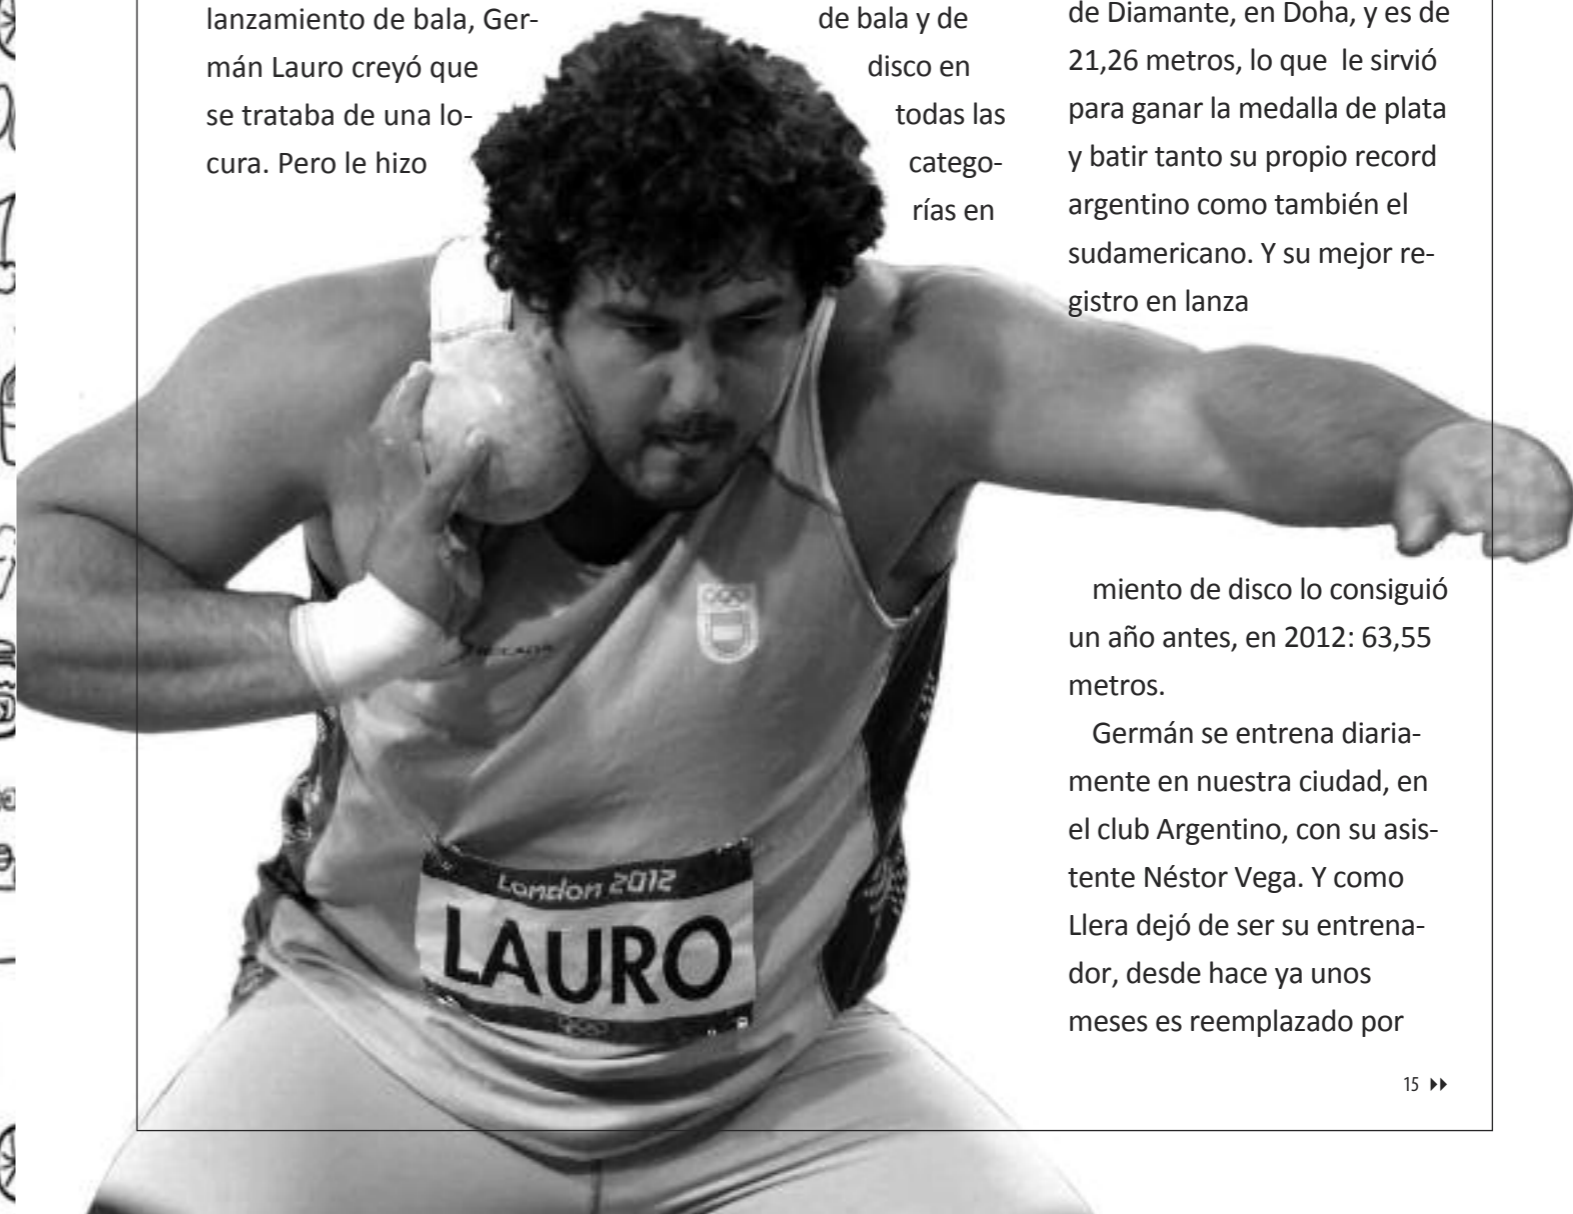 lanzamiento de bala, Ger-
mán Lauro creyó que
se trataba de una lo-
cura. Pero le hizo
de bala y de
disco en
todas las
catego-
rías en
de Diamante, en Doha, y es de
21,26 metros, lo que le sirvió
para ganar la medalla de plata
y batir tanto su propio record
argentino como también el
sudamericano. Y su mejor re-
gistro en lanza
miento de disco lo consiguió
un año antes, en 2012: 63,55
metros.
Germán se entrena diaria-
mente en nuestra ciudad, en
el club Argentino, con su asis-
tente Néstor Vega. Y como
Llera dejó de ser su entrena-
dor, desde hace ya unos
meses es reemplazado por
London 2012
LAURO
15